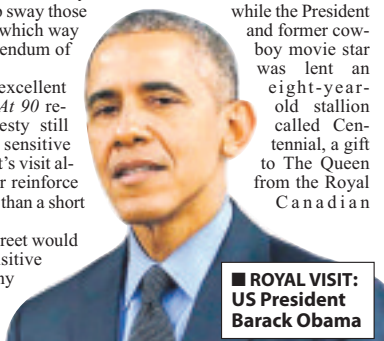 sway those
which way
endum of
excellent
At 90 re-
esty still
sensitive
t's visit al-
r reinforce
than a short
reet would
sitive
ny
while the President
and former cow-
boy movie star
was lent an
eight-year-
old stallion
called Cen-
tennial, a gift
to The Queen
from the Royal
Canadian
■ ROYAL VISIT:
US President
Barack Obama